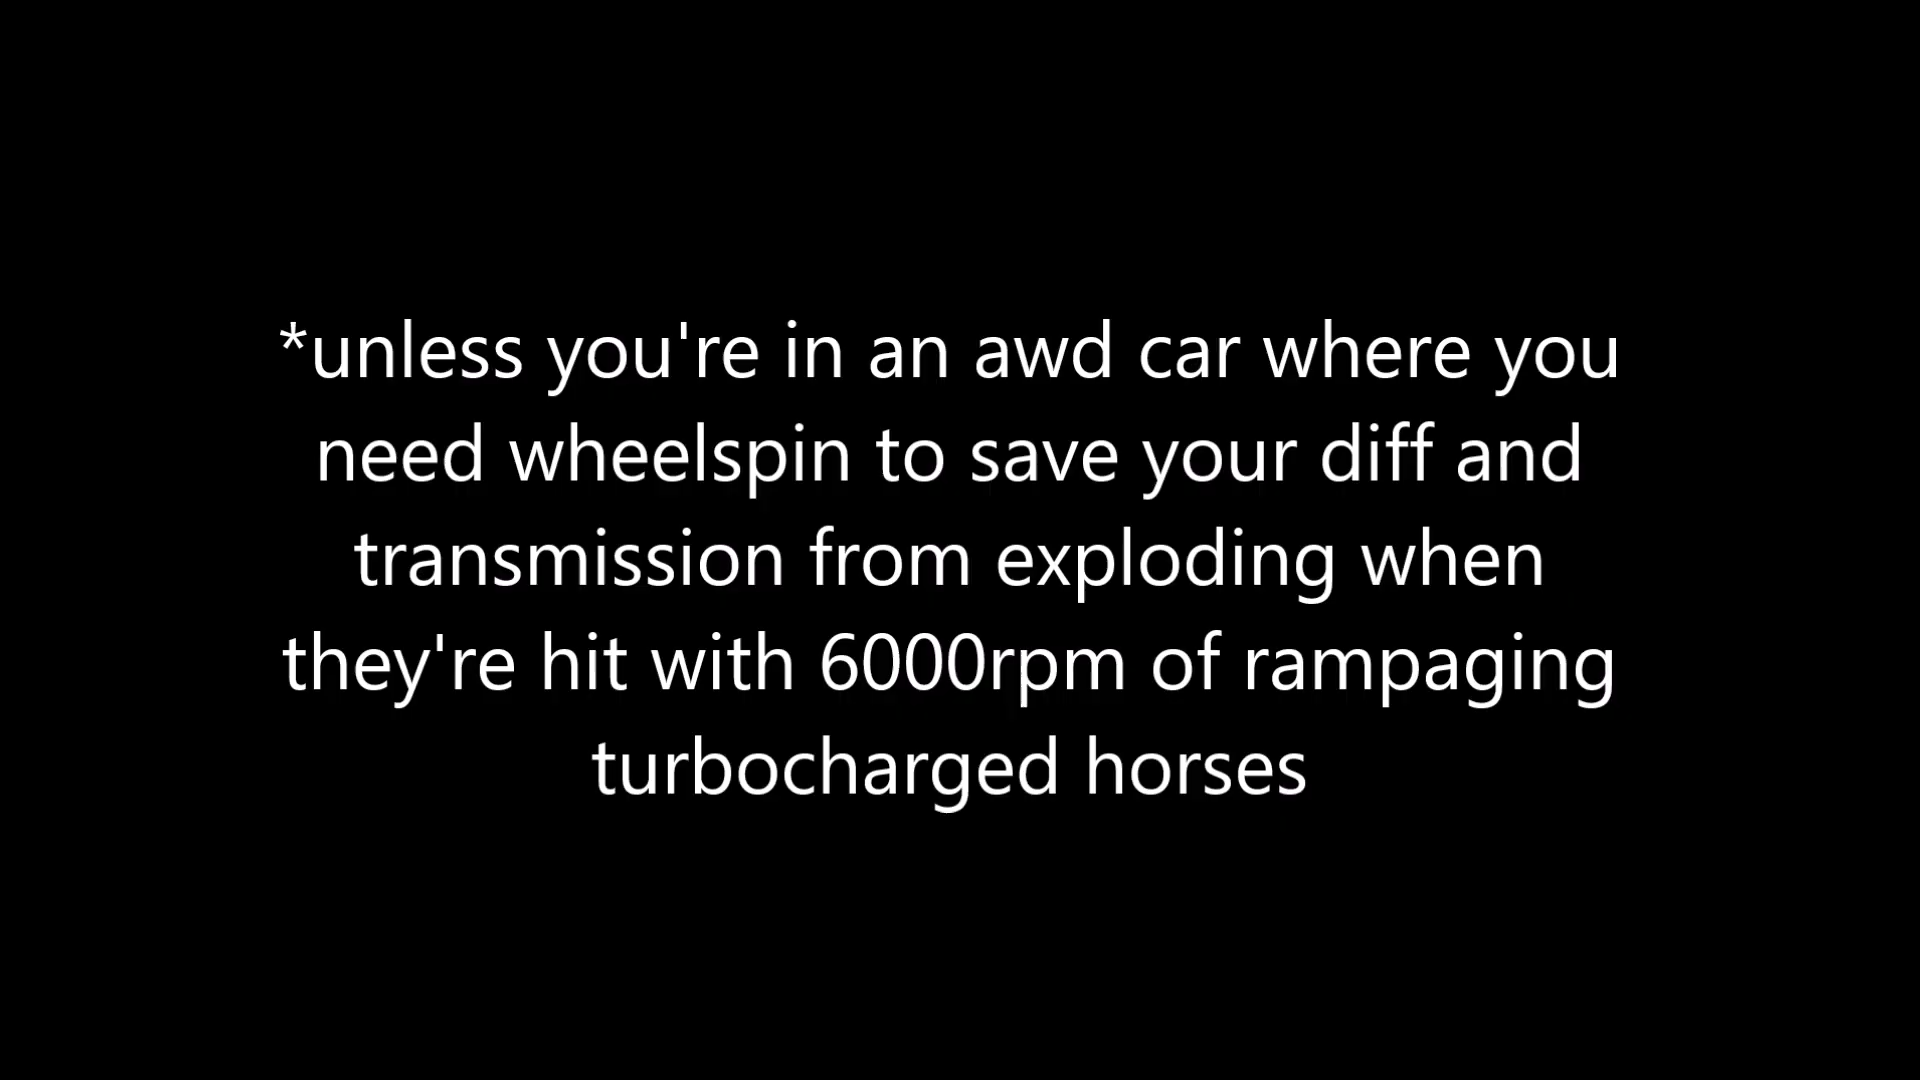 *unless you're in an awd car where you
need wheelspin to save your diff and
transmission from exploding when
they're hit with 6000rpm of rampaging
turbocharged horses